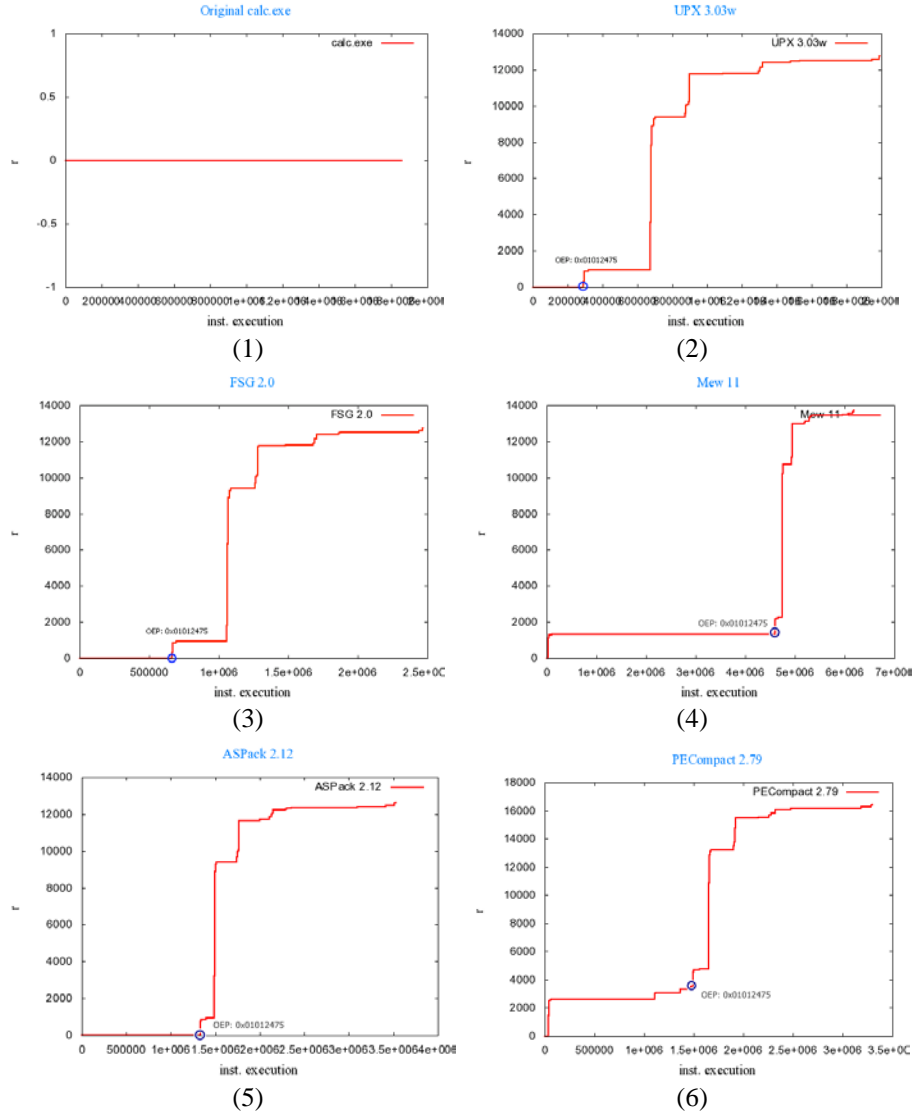 Original calc.exe
UPX 3.03w
1
0.5
0
-0.5
-1
r
calc.exe
0
inst. execution
(1)
14000
12000
10000
8000
6000
4000
2000
0
r
UPX 3.03w
OEP: 0x01012475
0
inst. execution
(2)
FSG 2.0
Mew 11
14000
12000
10000
8000
6000
4000
2000
0
r
FSG 2.0
OEP: 0x01012475
0 500000 1e+006 1.5e+006 2e+006
inst. execution
(3)
14000
12000
10000
8000
6000
4000
2000
0
r
Mew 11
OEP: 0x01012475
0 1e+006 2e+006 3e+006 4e+006 5e+006 6e+006
inst. execution
(4)
ASPack 2.12
PECompact 2.79
14000
12000
10000
8000
6000
4000
2000
0
r
ASPack 2.12
OEP: 0x01012475
0 500000
inst. execution
(5)
18000
16000
14000
12000
10000
8000
6000
4000
2000
0
r
PECompact 2.79
OEP: 0x01012475
0 500000 1e+006 1.5e+006 2e+006 2.5e+006 3e+006
inst. execution
(6)